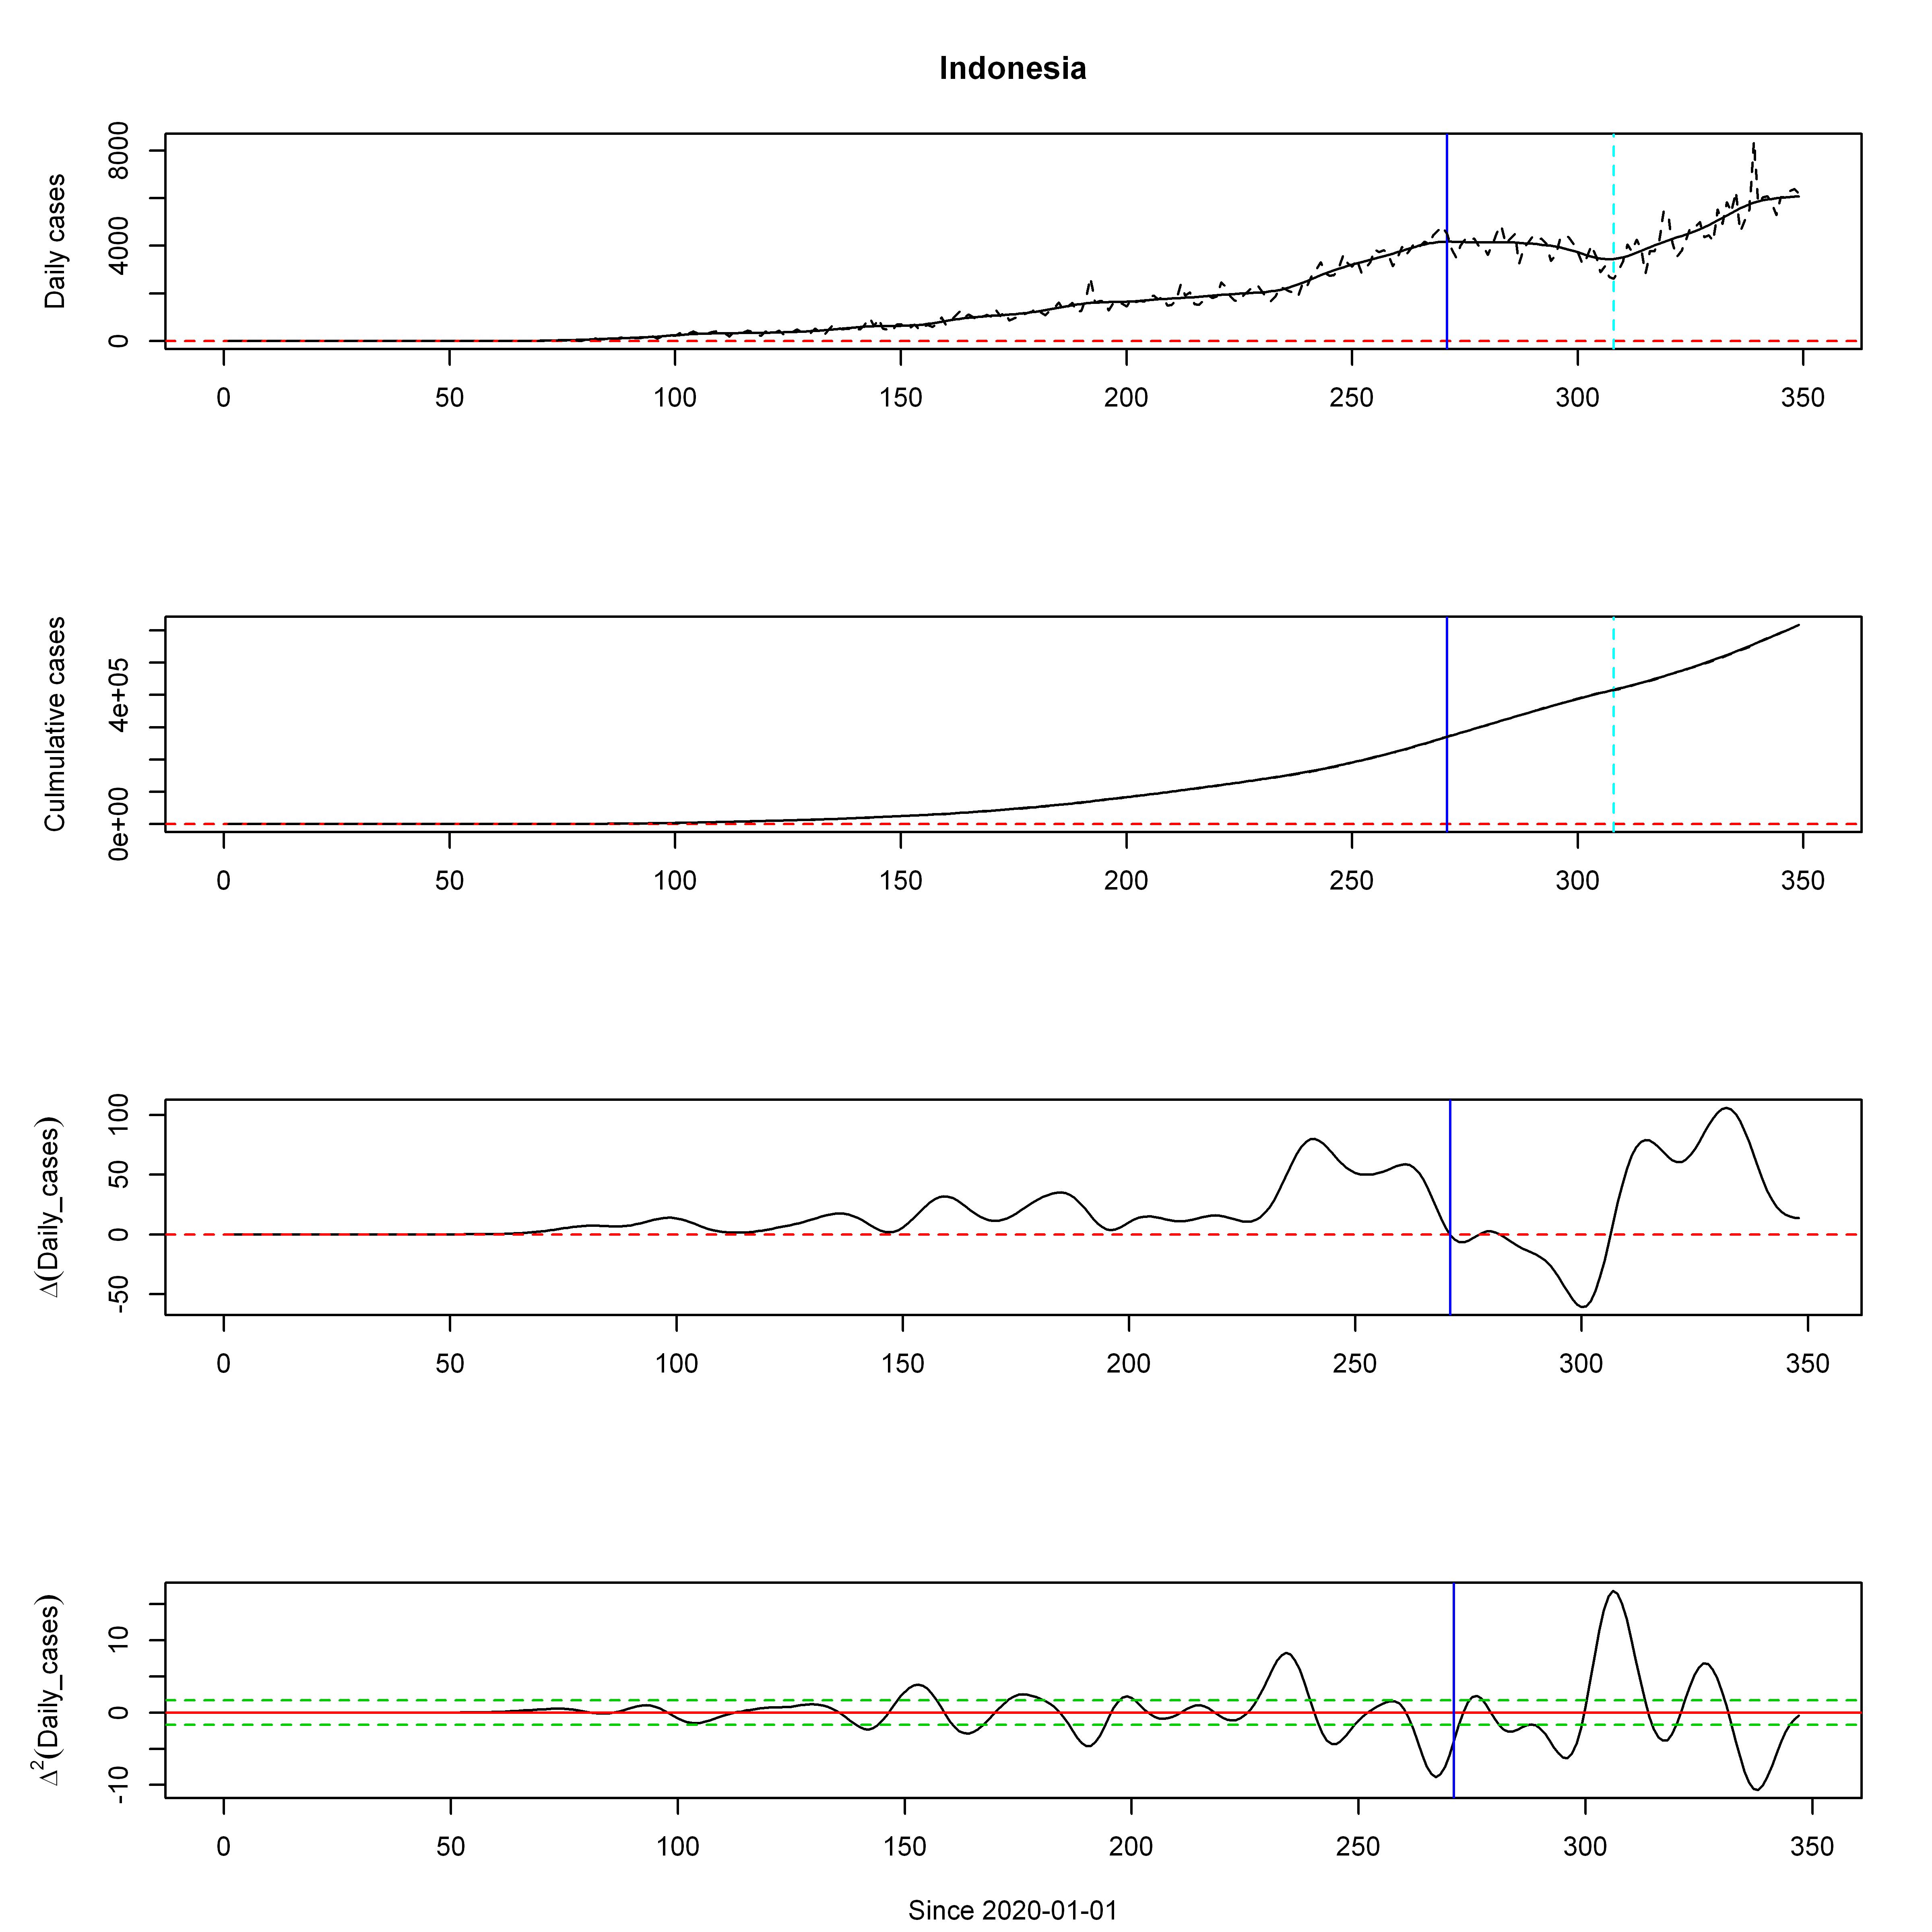 Indonesia
Daily cases
8000
4000
0
0 50 100 150 200 250 300 350
Culmulative cases
4e+05
0e+00
0 50 100 150 200 250 300 350
Δ(Daily_cases)
100
50
0
-50
0 50 100 150 200 250 300 350
Δ²(Daily_cases)
10
0
-10
0 50 100 150 200 250 300 350
Since 2020-01-01